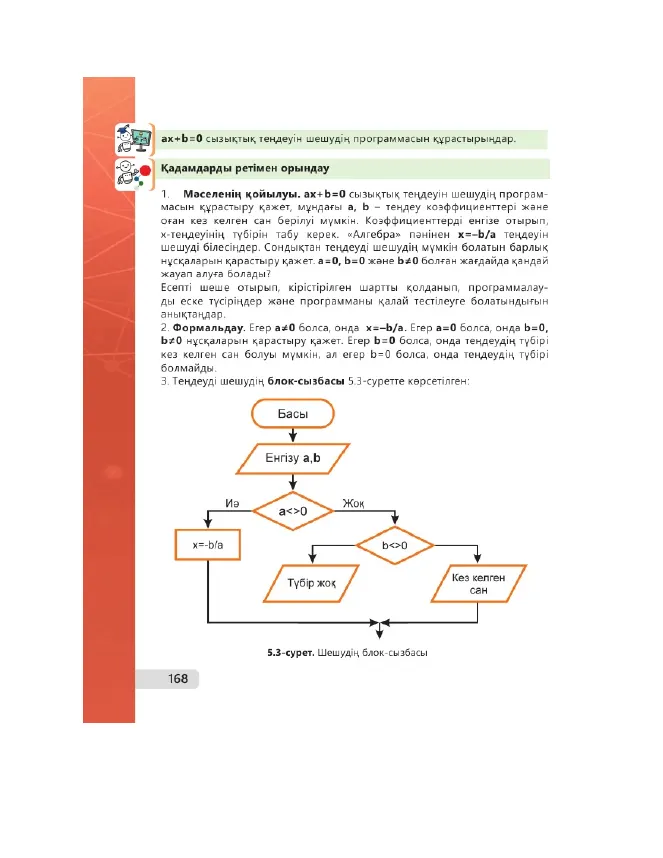 ax+b=0 сызықтық теңдеуін шешудің программасын құрастырыңдар.
Қадамдарды ретімен орындау
1. Мәселенің қойылуы. ax+b=0 сызықтық теңдеуін шешудің програм-
масын құрастыру қажет, мұндағы a, b – теңдеу коэффициенттері және
оған кез келген сан берілуі мүмкін. Коэффициенттерді енгізе отырып,
x-теңдеуінің түбірін табу керек. «Алгебра» пәнінен x=–b/a теңдеуін
шешуді білесіңдер. Сондықтан теңдеуді шешудің мүмкін болатын барлық
нұсқаларын қарастыру қажет. a=0, b=0 және b≠0 болған жағдайда қандай
жауап алуға болады?
Есепті шеше отырып, кірістірілген шартты қолданып, программалау-
ды еске түсіріңдер және программаны қалай тестілеуге болатындығын
анықтаңдар.
2. Формальдау. Егер a≠0 болса, онда x=–b/a. Егер a=0 болса, онда b=0,
b≠0 нұсқаларын қарастыру қажет. Егер b=0 болса, онда теңдеудің түбірі
кез келген сан болуы мүмкін, ал егер b=0 болса, онда теңдеудің түбірі
болмайды.
3. Теңдеуді шешудің блок-сызбасы 5.3-суретте көрсетілген:
Басы
Енгізу a,b
Иә
a<>0
Жоқ
x=-b/a
b<>0
Түбір жоқ
Кез келген
сан
5.3-сурет. Шешудің блок-сызбасы
168